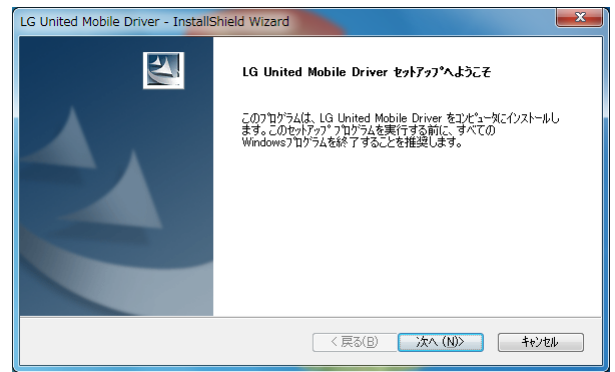 LG United Mobile Driver - InstallShield Wizard
LG United Mobile Driver ｾｯﾄｱｯﾌﾟへようこそ
このﾌﾟﾛｸﾞﾗﾑは、LG United Mobile Driver をｺﾝﾋﾟｭｰﾀにインストールし
ます。このｾｯﾄｱｯﾌﾟ ﾌﾟﾛｸﾞﾗﾑを実行する前に、すべての
Windowsﾌﾟﾛｸﾞﾗﾑを終了することを推奨します。
< 戻る(B) 次へ (N)> ｷｬﾝｾﾙ